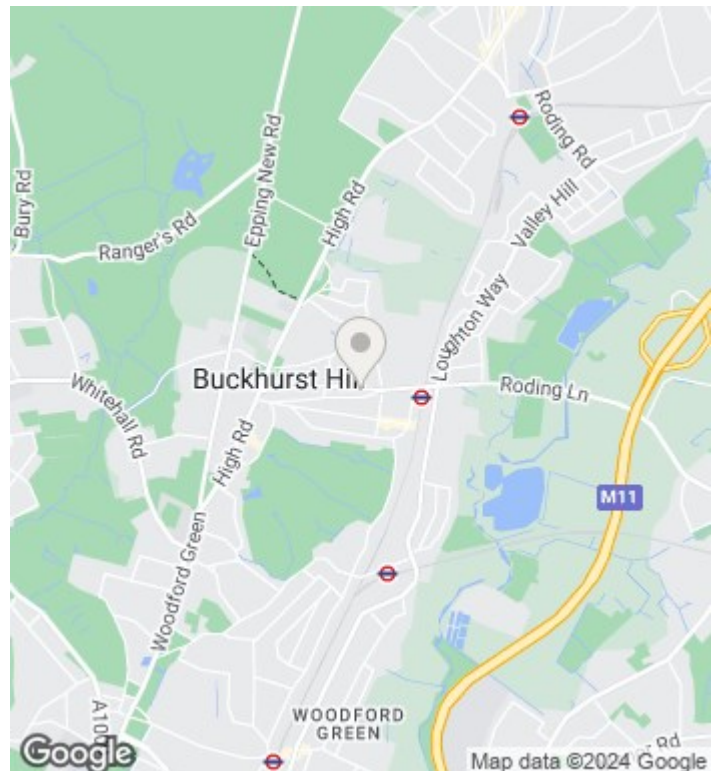 Epping New Rd
High Rd
Roding Rd
Bury Rd
Ranger's Rd
Valley Hill
Loughton Way
Buckhurst Hill
Roding Ln
Whitehall Rd
High Rd
M11
Woodford Green
WOODFORD
GREEN
Google
Map data ©2024 Google